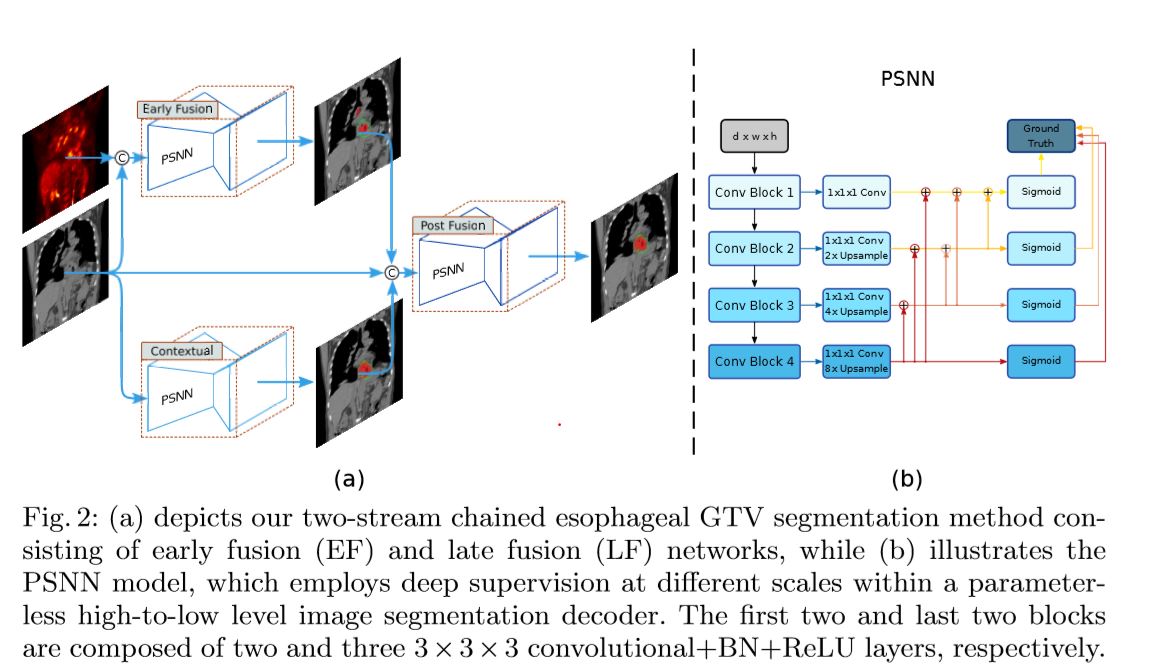 PSNN
Early Fusion
PSNN
©
Post Fusion
PSNN
©
Contextual
PSNN
d x w x h
Ground
Truth
Conv Block 1
1x1x1 Conv
Sigmoid
Conv Block 2
1x1x1 Conv
2x Upsample
Sigmoid
Conv Block 3
1x1x1 Conv
4x Upsample
Sigmoid
Conv Block 4
1x1x1 Conv
8x Upsample
Sigmoid
(a)
(b)
Fig. 2: (a) depicts our two-stream chained esophageal GTV segmentation method con-
sisting of early fusion (EF) and late fusion (LF) networks, while (b) illustrates the
PSNN model, which employs deep supervision at different scales within a parameter-
less high-to-low level image segmentation decoder. The first two and last two blocks
are composed of two and three 3 × 3 × 3 convolutional+BN+ReLU layers, respectively.